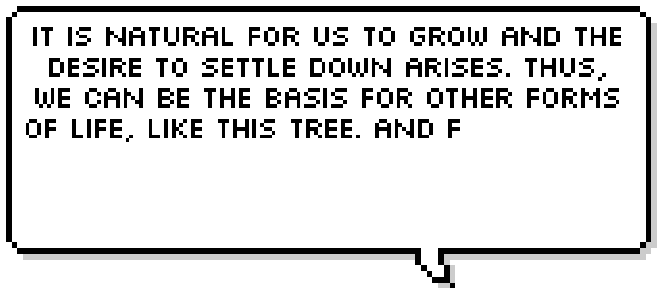 IT IS NATURAL FOR US TO GROW AND THE
DESIRE TO SETTLE DOWN ARISES. THUS,
WE CAN BE THE BASIS FOR OTHER FORMS
OF LIFE, LIKE THIS TREE. AND F